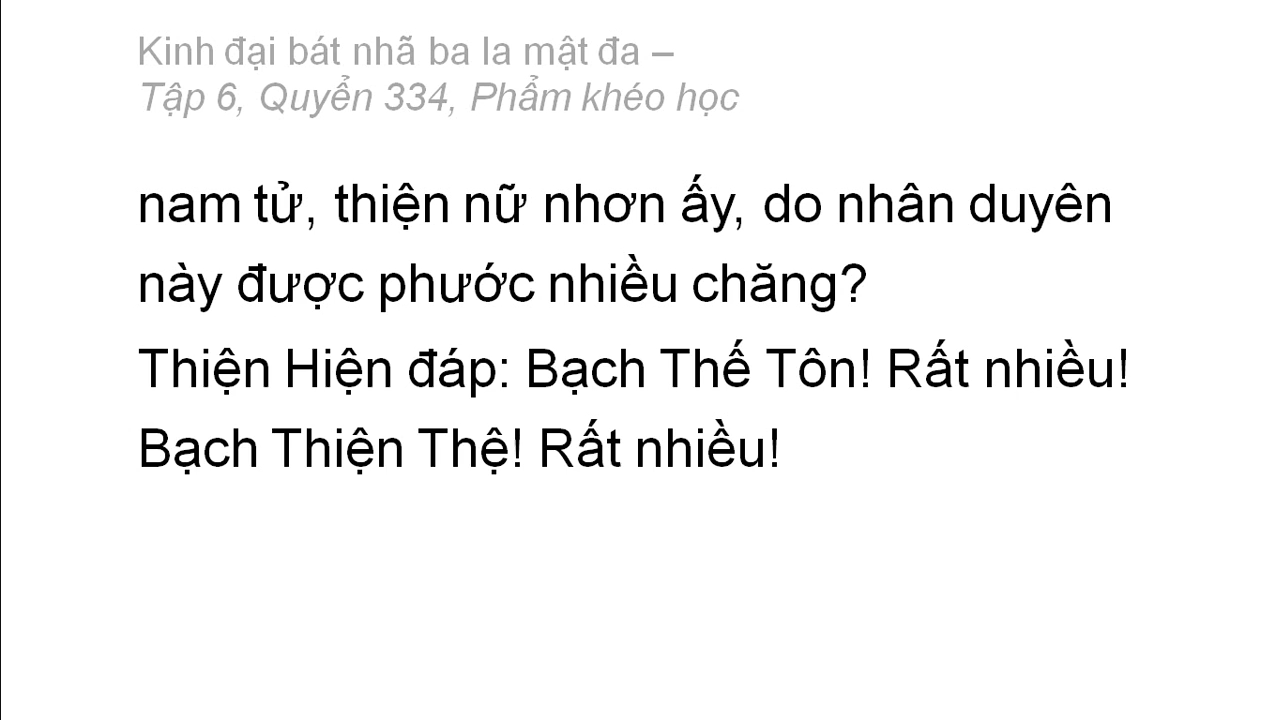 Kinh đại bát nhã ba la mật đa –
Tập 6, Quyển 334, Phẩm khéo học
nam tử, thiện nữ nhơn ấy, do nhân duyên
này được phước nhiều chăng?
Thiện Hiện đáp: Bạch Thế Tôn! Rất nhiều!
Bạch Thiện Thệ! Rất nhiều!